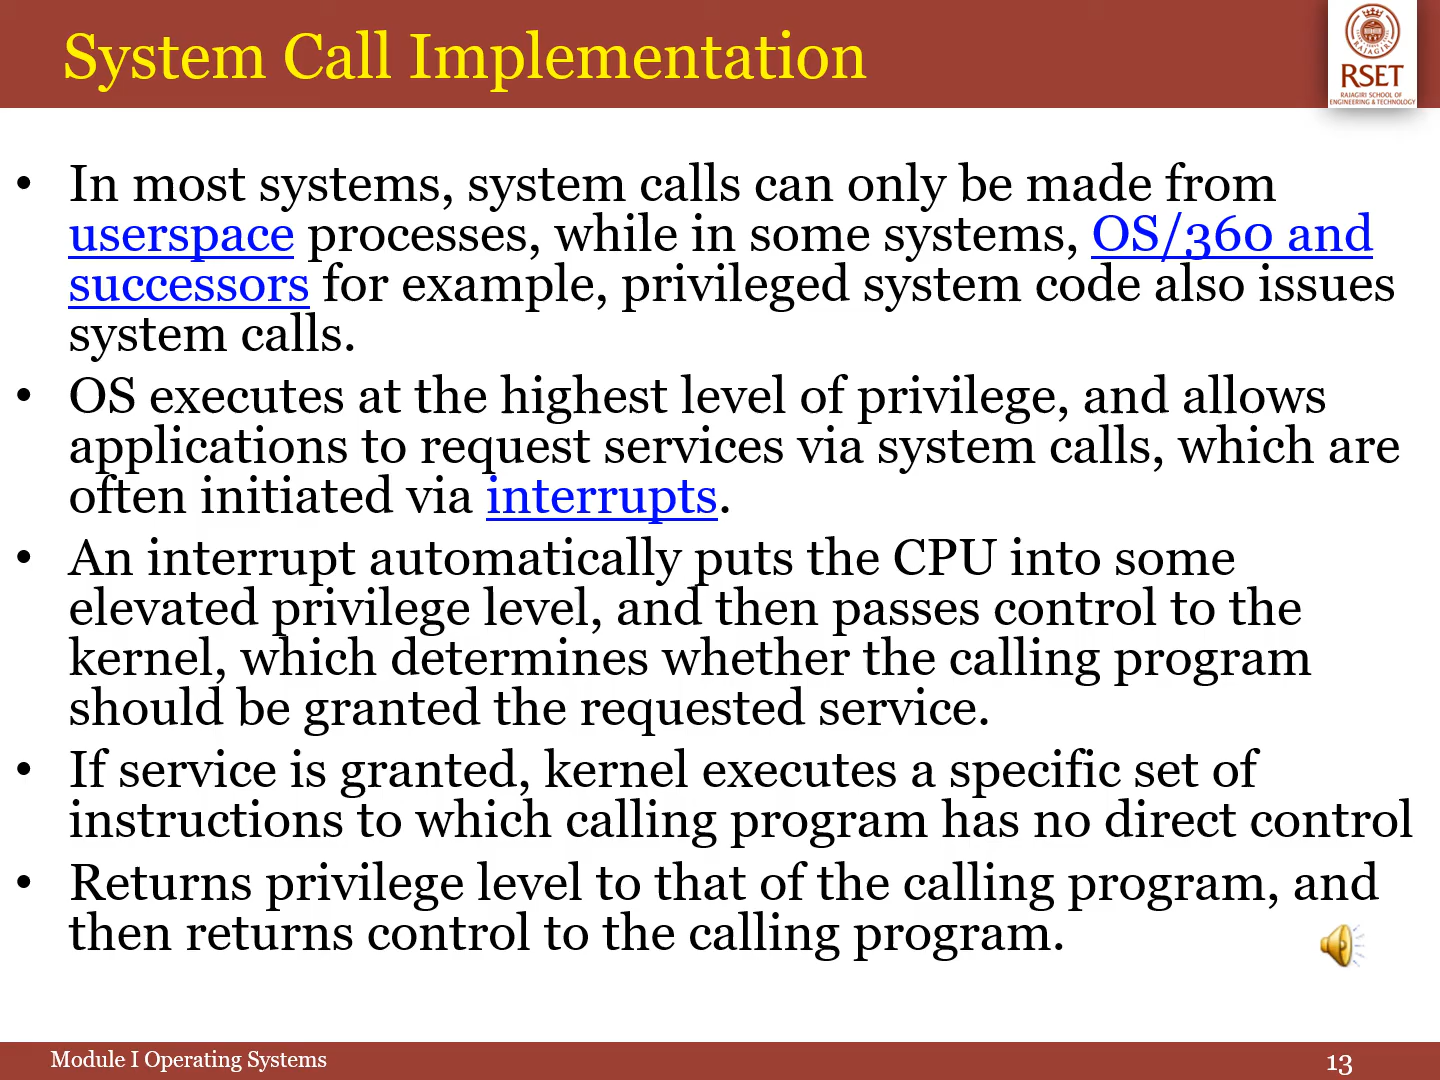 System Call Implementation
RAJAGIRI
RSET
RAJAGIRI SCHOOL OF
ENGINEERING & TECHNOLOGY
• In most systems, system calls can only be made from
userspace processes, while in some systems, OS/360 and
successors for example, privileged system code also issues
system calls.
• OS executes at the highest level of privilege, and allows
applications to request services via system calls, which are
often initiated via interrupts.
• An interrupt automatically puts the CPU into some
elevated privilege level, and then passes control to the
kernel, which determines whether the calling program
should be granted the requested service.
• If service is granted, kernel executes a specific set of
instructions to which calling program has no direct control
• Returns privilege level to that of the calling program, and
then returns control to the calling program.
Module I Operating Systems
13